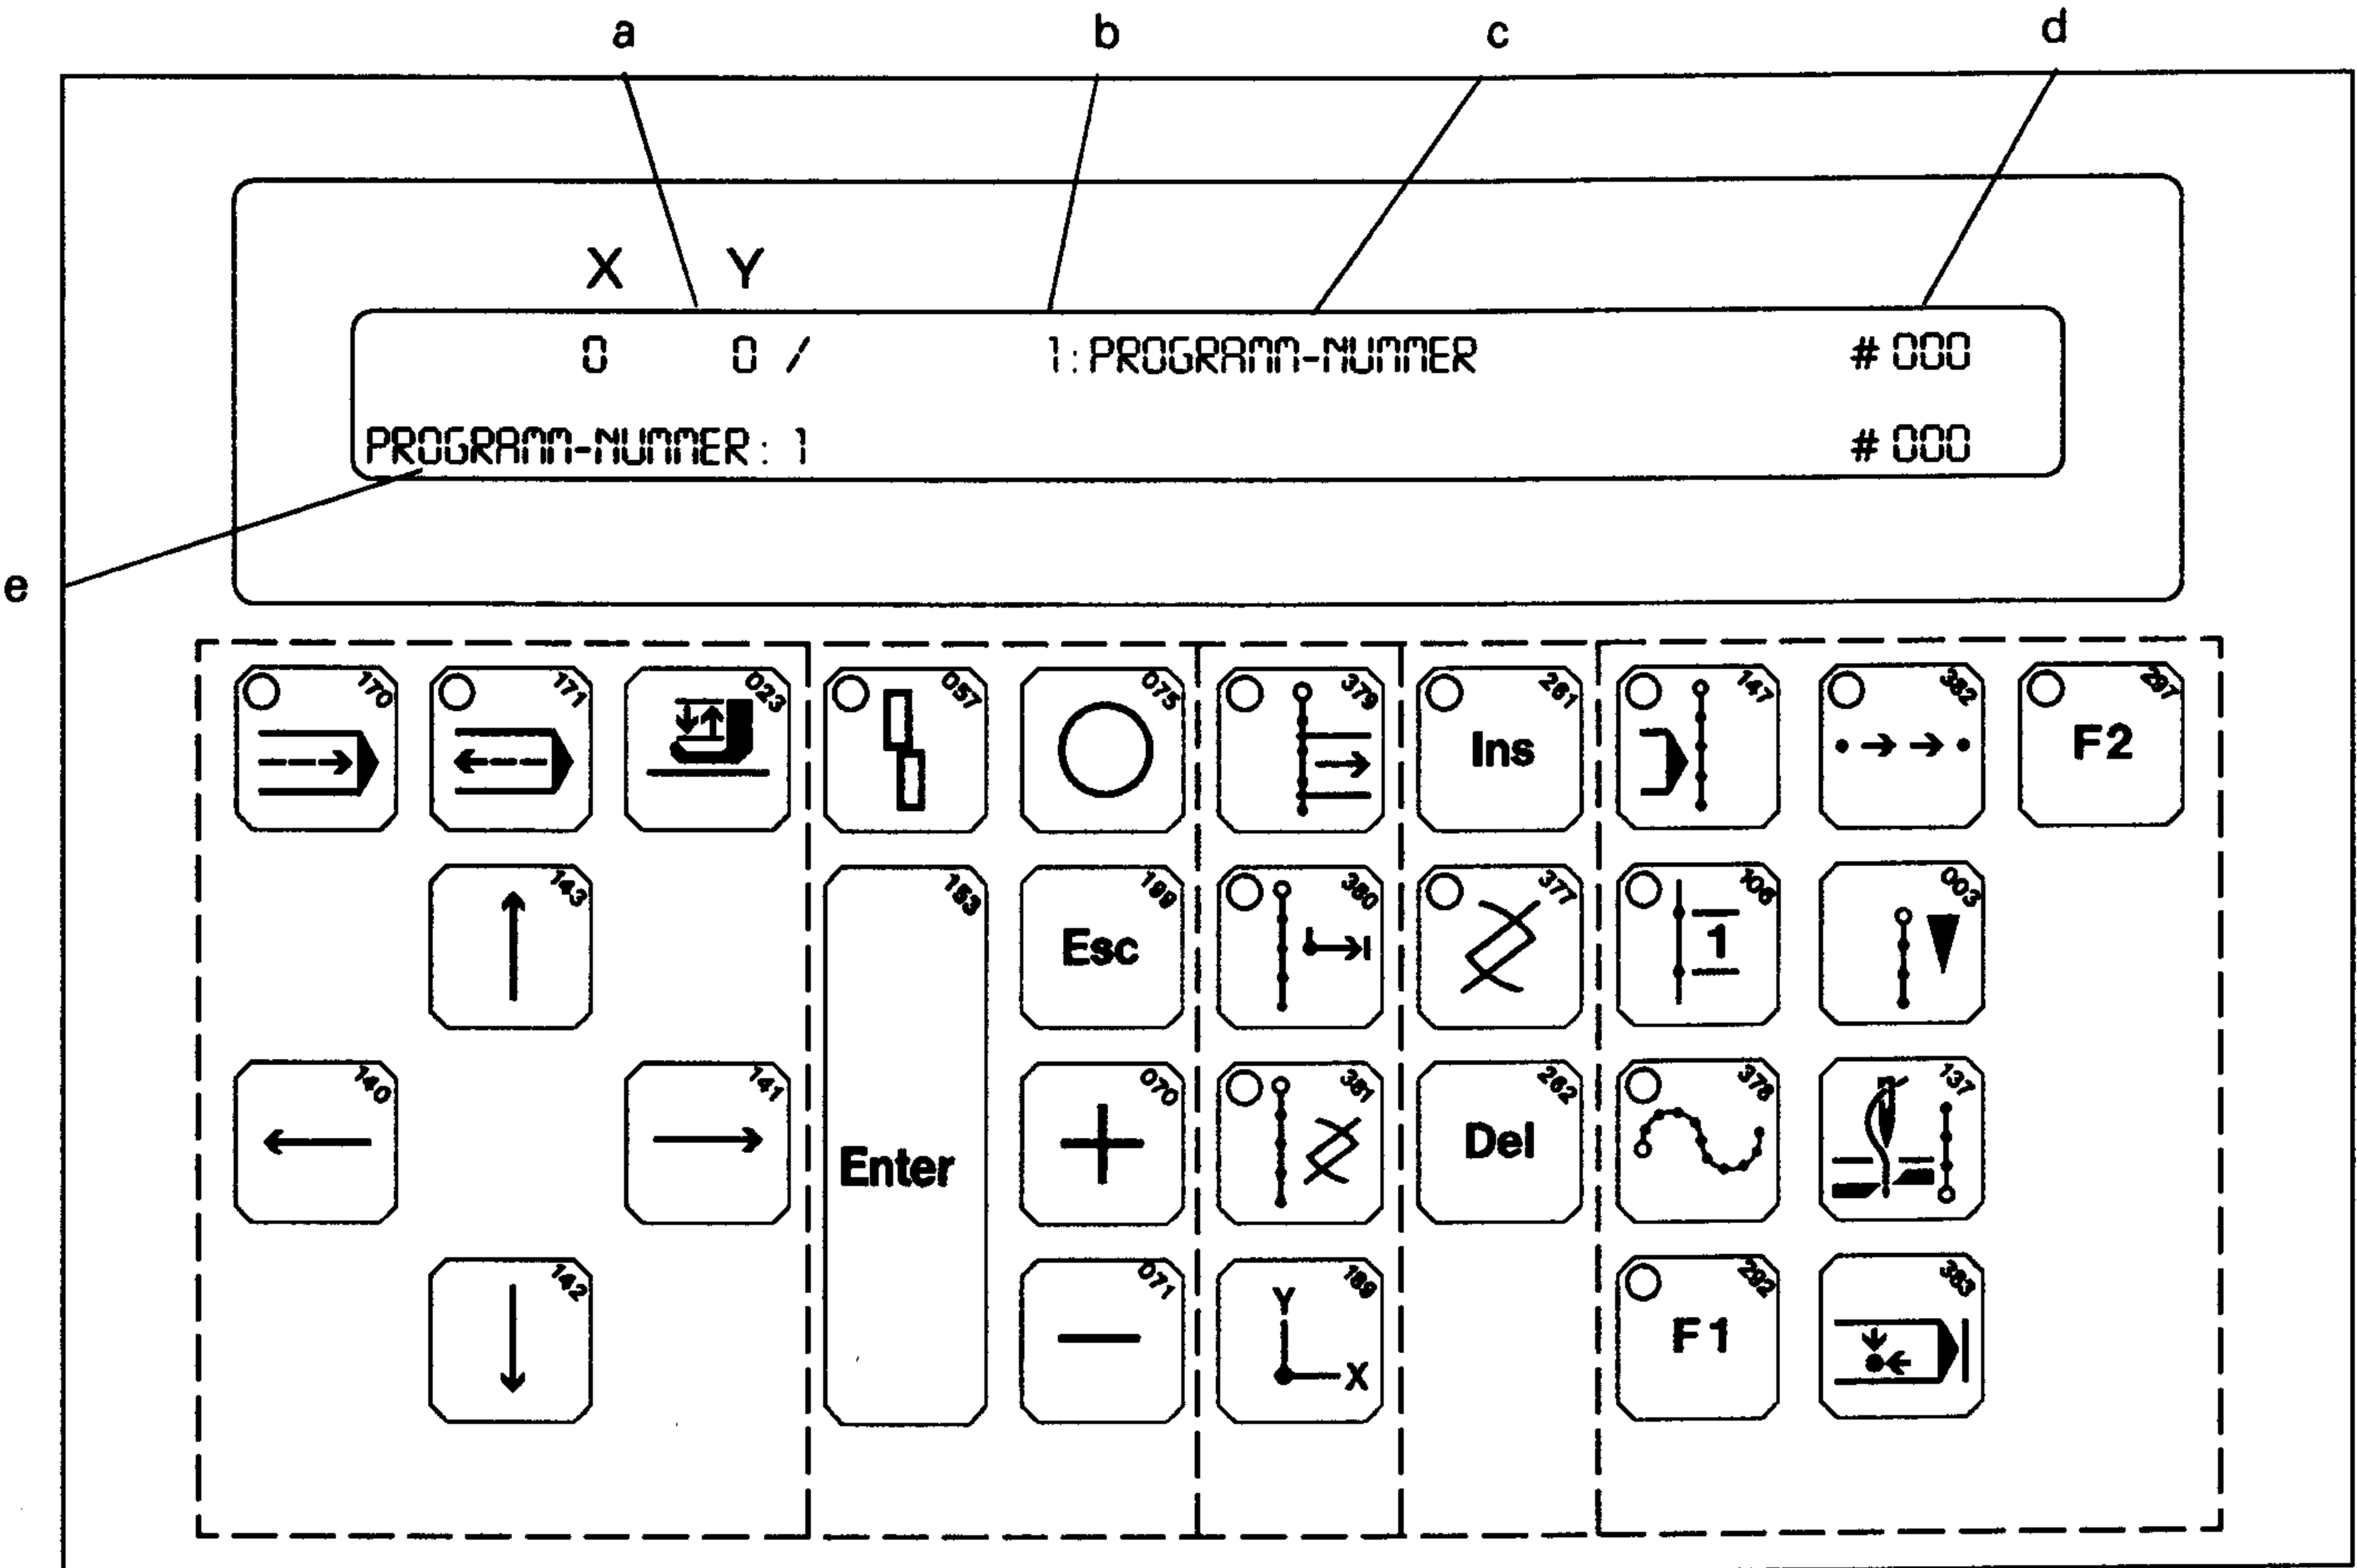 a b c d
X Y
0 0 / 1: PROGRAMM-NUMMER # 000
PROGRAMM-NUMMER: 1 # 000
e
170 171 023 057 075 379 261 147 382 297
Ins F2
143 153 199 380 377 106 003
Esc 1
140 141 070 381 262 378 137
Enter Del
142 071 189 292 383
Y F1
X